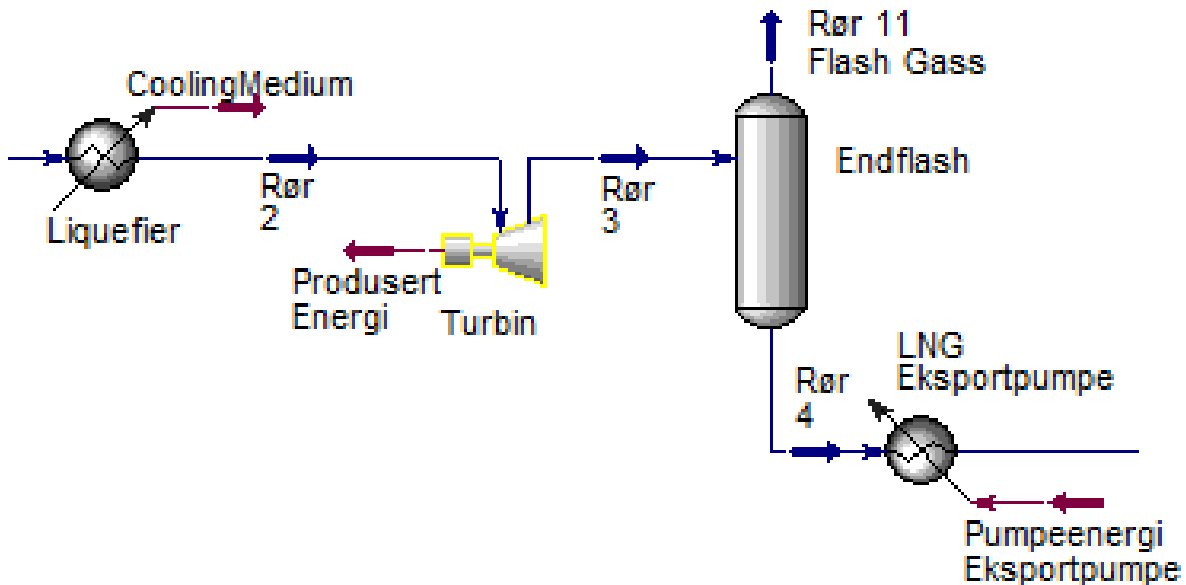 Rør 11
Flash Gass
CoolingMedium
Endflash
Rør
2
Rør
3
Liquefier
Produsert
Energi
Turbin
LNG
Eksportpumpe
Rør
4
Pumpeenergi
Eksportpumpe